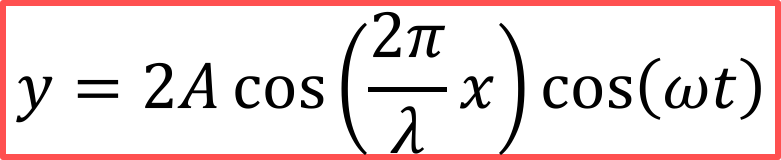 y = 2A cos(2π/λ x) cos(ωt)